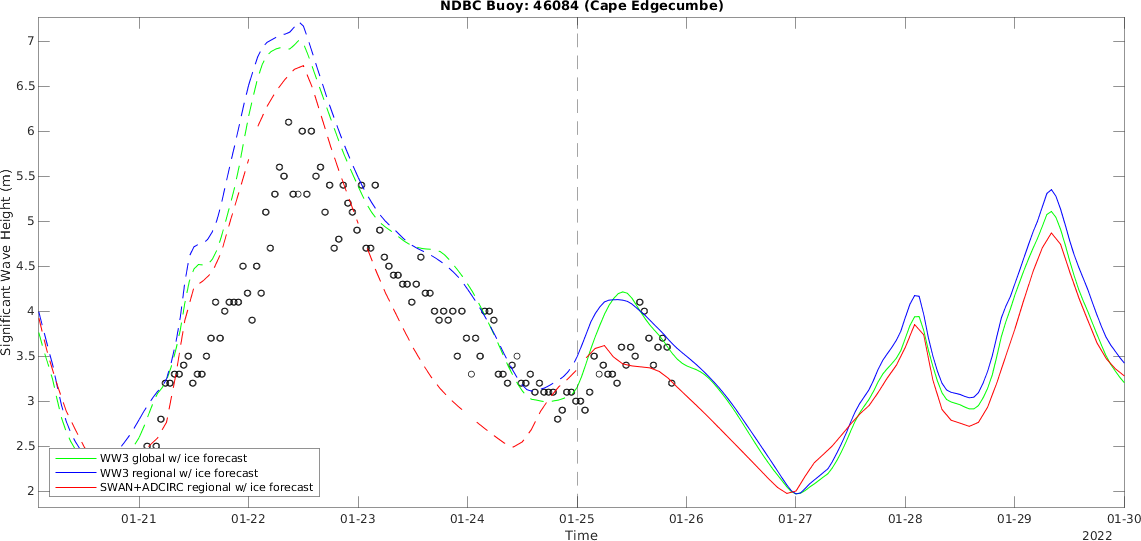 NDBC Buoy: 46084 (Cape Edgecumbe)
7
6.5
6
5.5
5
4.5
4
3.5
3
2.5
2
Significant Wave Height (m)
WW3 global w/ ice forecast
WW3 regional w/ ice forecast
SWAN+ADCIRC regional w/ ice forecast
01-21 01-22 01-23 01-24 01-25 01-26 01-27 01-28 01-29 01-30
Time
2022